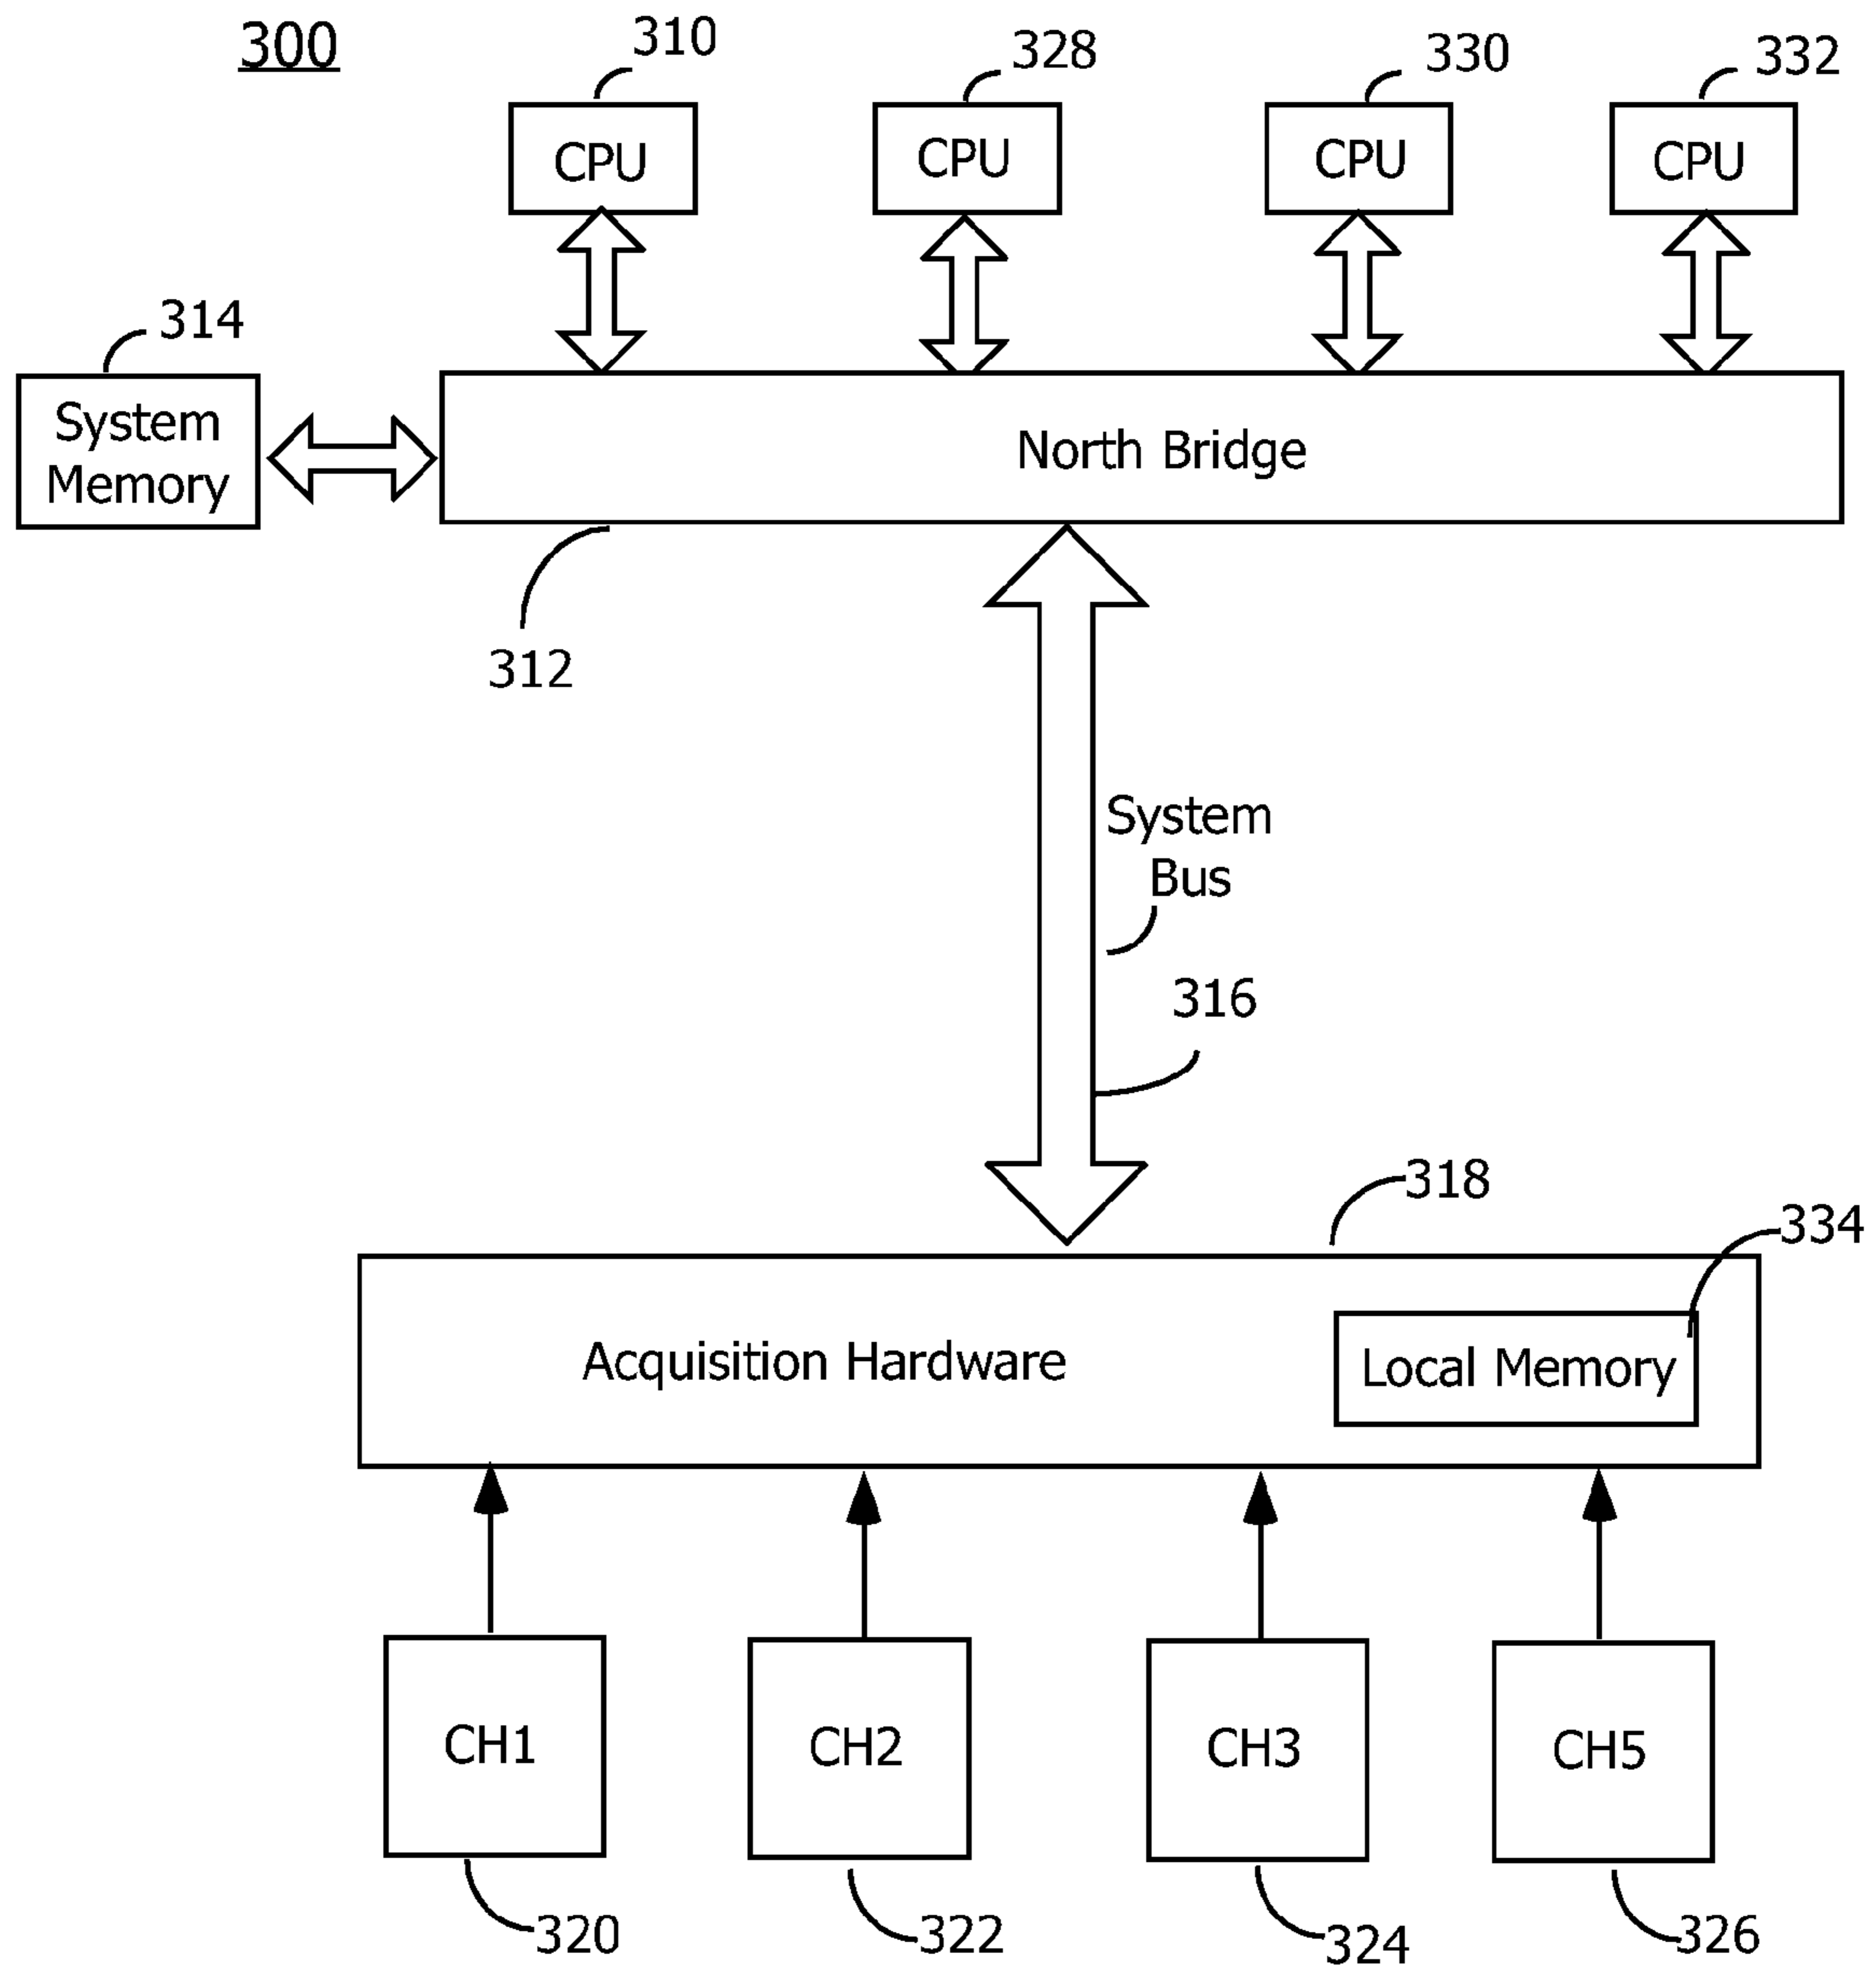 300
310
328
330
332
CPU
CPU
CPU
CPU
314
System
Memory
North Bridge
312
System
Bus
316
318
334
Acquisition Hardware
Local Memory
CH1
CH2
CH3
CH5
320
322
324
326